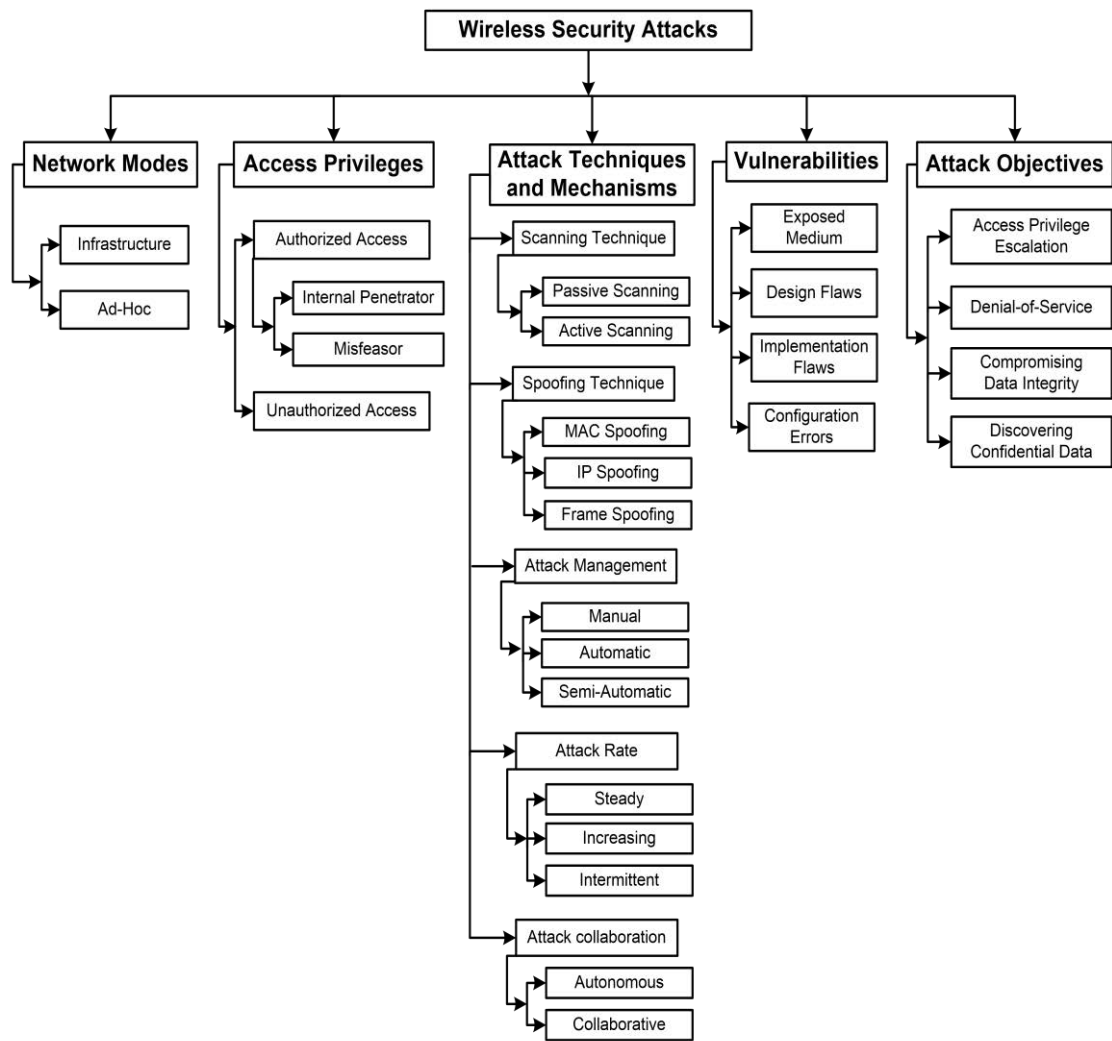 Wireless Security Attacks
Network Modes
Infrastructure
Ad-Hoc
Access Privileges
Authorized Access
Internal Penetrator
Misfeasor
Unauthorized Access
Attack Techniques
and Mechanisms
Scanning Technique
Passive Scanning
Active Scanning
Spoofing Technique
MAC Spoofing
IP Spoofing
Frame Spoofing
Attack Management
Manual
Automatic
Semi-Automatic
Attack Rate
Steady
Increasing
Intermittent
Attack collaboration
Autonomous
Collaborative
Vulnerabilities
Exposed
Medium
Design Flaws
Implementation
Flaws
Configuration
Errors
Attack Objectives
Access Privilege
Escalation
Denial-of-Service
Compromising
Data Integrity
Discovering
Confidential Data